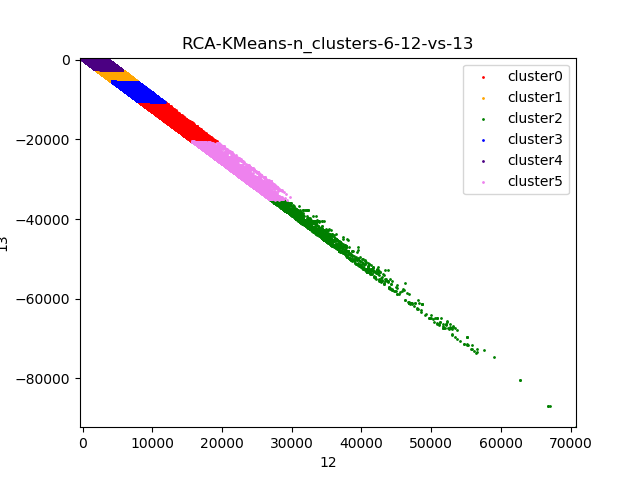 RCA-KMeans-n_clusters-6-12-vs-13
0
−20000
−40000
−60000
−80000
13
cluster0
cluster1
cluster2
cluster3
cluster4
cluster5
0 10000 20000 30000 40000 50000 60000 70000
12